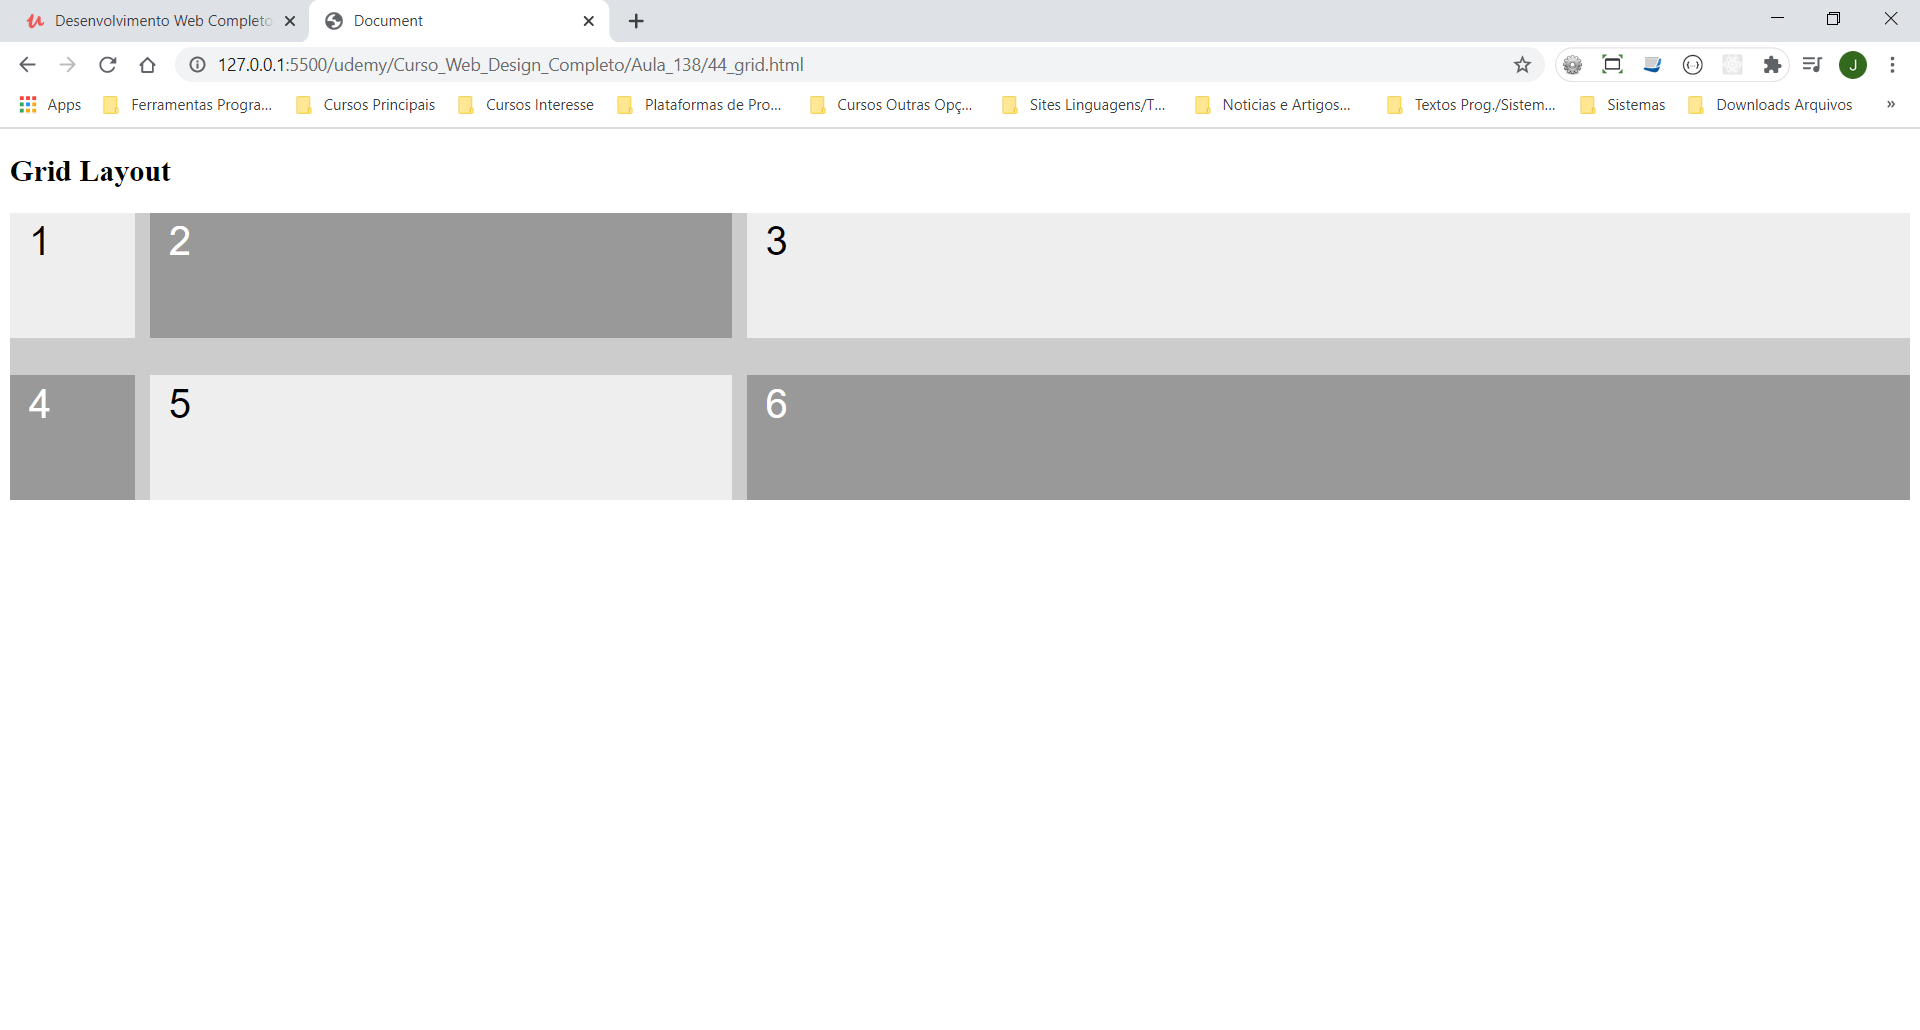 Desenvolvimento Web Completo
Document
127.0.0.1:5500/udemy/Curso_Web_Design_Completo/Aula_138/44_grid.html
J
Apps Ferramentas Progra... Cursos Principais Cursos Interesse Plataformas de Pro... Cursos Outras Opç... Sites Linguagens/T... Noticias e Artigos... Textos Prog./Sistem... Sistemas Downloads Arquivos »
Grid Layout
1 2 3
4 5 6